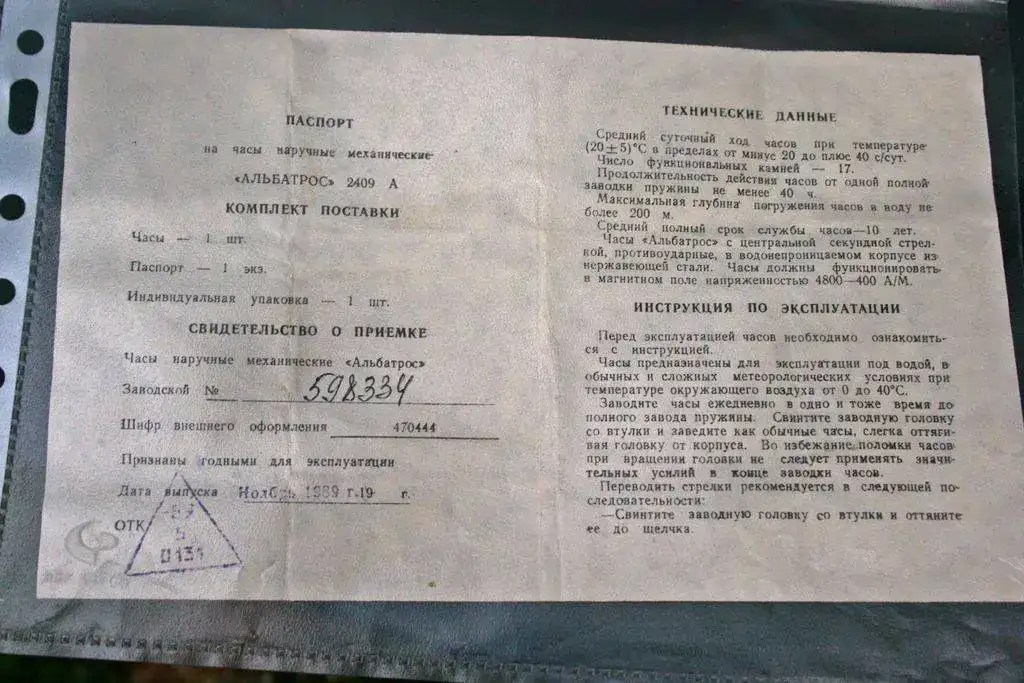 ПАСПОРТ
на часы наручные механические
«АЛЬБАТРОС» 2409 А
КОМПЛЕКТ ПОСТАВКИ
Часы — 1 шт.
Паспорт — 1 экз.
Индивидуальная упаковка — 1 шт.
СВИДЕТЕЛЬСТВО О ПРИЕМКЕ
Часы наручные механические «Альбатрос»
Заводской № 598334
Шифр внешнего оформления 470444
Признаны годными для эксплуатации
Дата выпуска Ноябрь 1989 г.19 г.
ОТК
5
0131
ТЕХНИЧЕСКИЕ ДАННЫЕ
Средний суточный ход часов при температуре
(20±5)°С в пределах от минус 20 до плюс 40 с/сут.
Число функциональных камней — 17.
Продолжительность действия часов от одной полной
заводки пружины не менее 40 ч.
Максимальная глубина погружения часов в воду не
более 200 м.
Средний полный срок службы часов—10 лет.
Часы «Альбатрос» с центральной секундной стрел-
кой, противоударные, в водонепроницаемом корпусе из
нержавеющей стали. Часы должны функционировать
в магнитном поле напряженностью 4800—400 А/М.
ИНСТРУКЦИЯ ПО ЭКСПЛУАТАЦИИ
Перед эксплуатацией часов необходимо ознакомить-
ся с инструкцией.
Часы предназначены для эксплуатации под водой, в
обычных и сложных метеорологических условиях при
температуре окружающего воздуха от 0 до 40°С.
Заводите часы ежедневно в одно и тоже время до
полного завода пружины. Свинтите заводную головку
со втулки и заведите как обычные часы, слегка оттяги-
вая головку от корпуса. Во избежание поломки часов
при вращении головки не следует применять значи-
тельных усилий в конце заводки часов.
Переводить стрелки рекомендуется в следующей по-
следовательности:
—Свинтите заводную головку со втулки и оттяните
ее до щелчка.